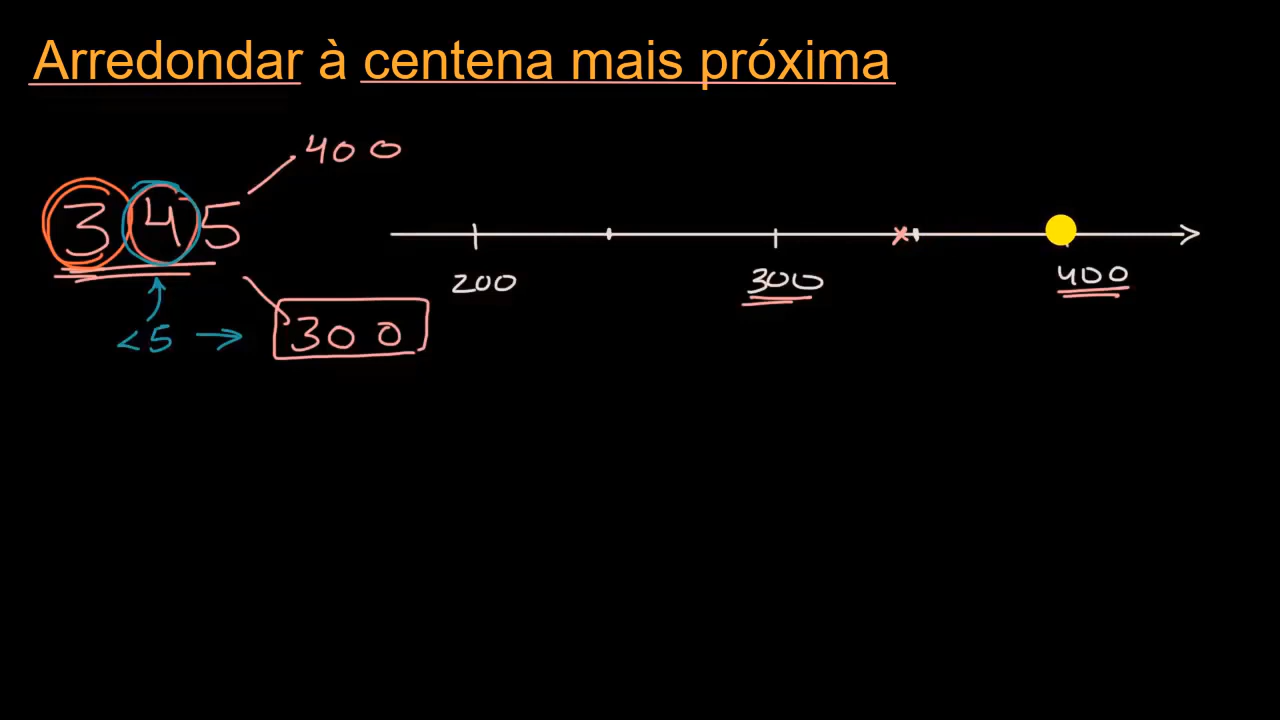 Arredondar à centena mais próxima
400
345
200 300 400
<5 → 300